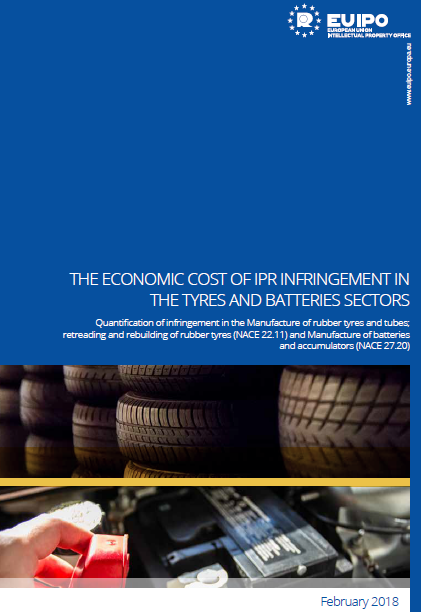 EUIPO
EUROPEAN UNION
INTELLECTUAL PROPERTY OFFICE
www.euipo.europa.eu
THE ECONOMIC COST OF IPR INFRINGEMENT IN
THE TYRES AND BATTERIES SECTORS
Quantification of infringement in the Manufacture of rubber tyres and tubes;
retreading and rebuilding of rubber tyres (NACE 22.11) and Manufacture of batteries
and accumulators (NACE 27.20)
February 2018